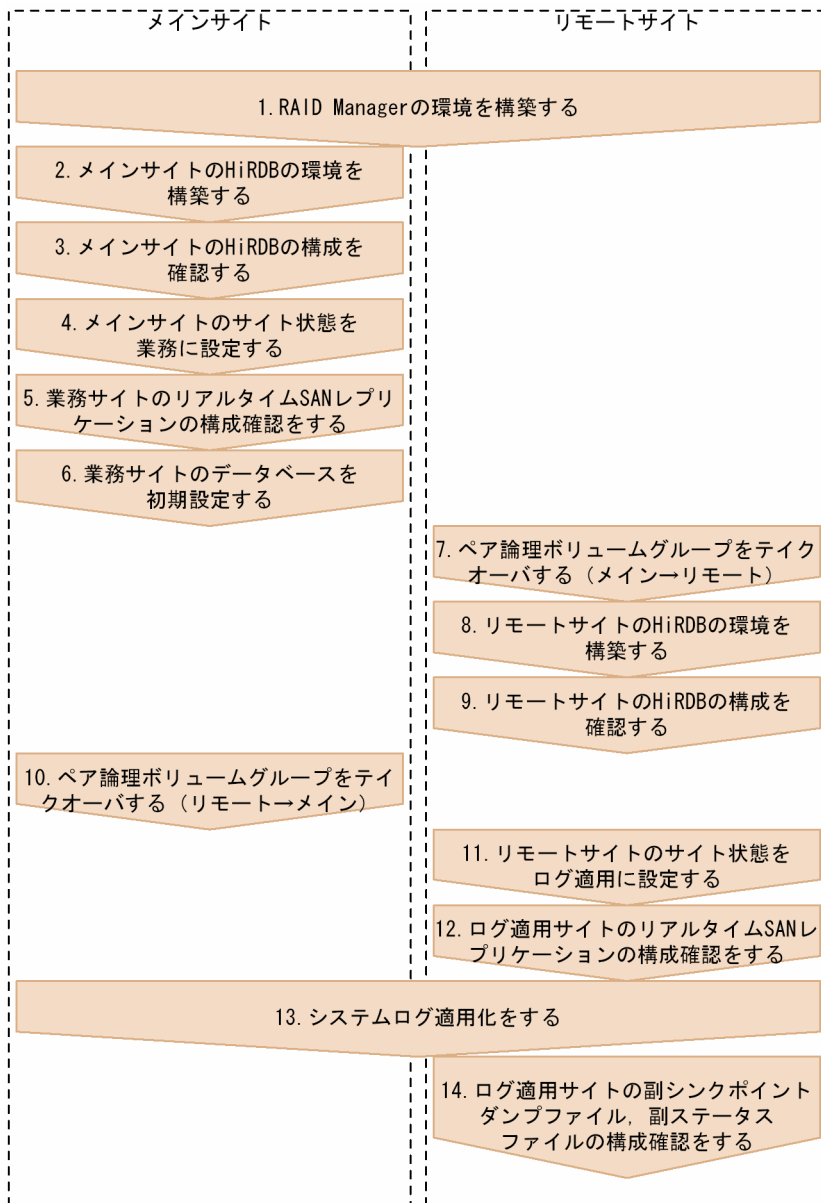 メインサイト
リモートサイト
1.RAID Managerの環境を構築する
2.メインサイトのHiRDBの環境を
構築する
3.メインサイトのHiRDBの構成を
確認する
4.メインサイトのサイト状態を
業務に設定する
5.業務サイトのリアルタイムSANレプリ
ケーションの構成確認をする
6.業務サイトのデータベースを
初期設定する
7.ペア論理ボリュームグループをテイク
オーバする（メイン→リモート）
8.リモートサイトのHiRDBの環境を
構築する
9.リモートサイトのHiRDBの構成を
確認する
10.ペア論理ボリュームグループをテイ
クオーバする（リモート→メイン）
11.リモートサイトのサイト状態を
ログ適用に設定する
12.ログ適用サイトのリアルタイムSANレ
プリケーションの構成確認をする
13.システムログ適用化をする
14.ログ適用サイトの副シンクポイント
ダンプファイル，副ステータス
ファイルの構成確認をする